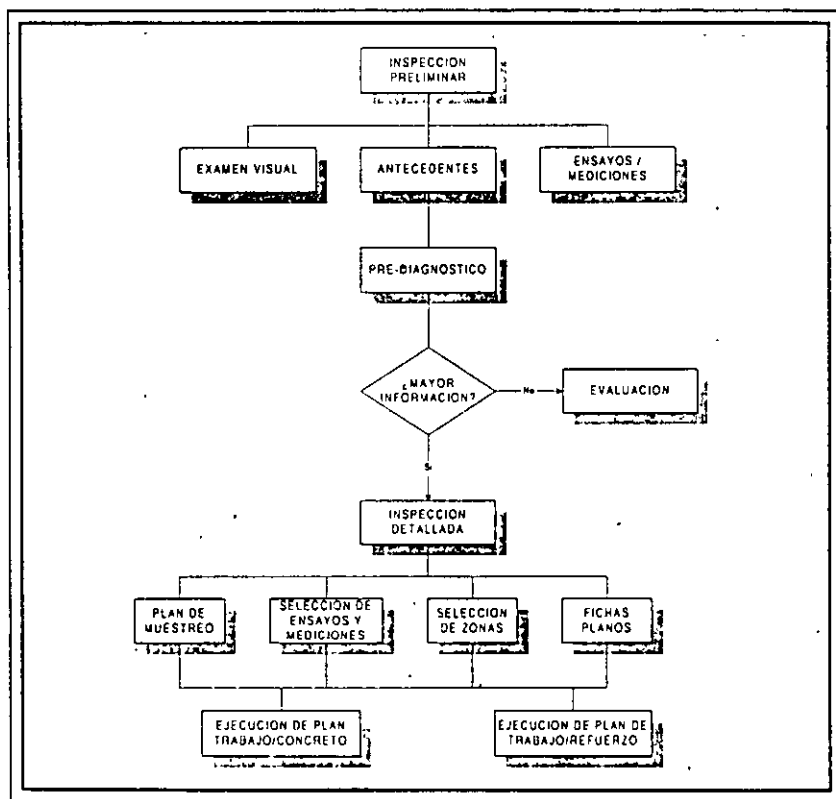 INSPECCION
PRELIMINAR
EXAMEN VISUAL
ANTECEDENTES
ENSAYOS /
MEDICIONES
PRE-DIAGNOSTICO
¿MAYOR
INFORMACION?
No
EVALUACION
Si
INSPECCION
DETALLADA
PLAN DE
MUESTREO
SELECCION DE
ENSAYOS Y
MEDICIONES
SELECCION
DE ZONAS
FICHAS
PLANOS
EJECUCION DE PLAN
TRABAJO/CONCRETO
EJECUCION DE PLAN DE
TRABAJO/REFUERZO